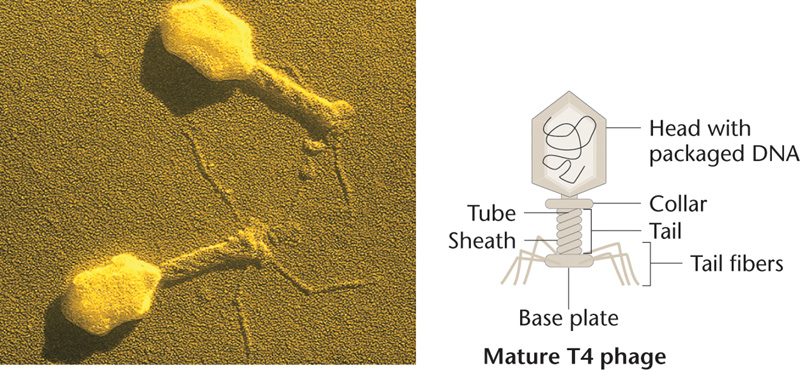 Head with
packaged DNA
Collar
Tube
Tail
Sheath
Tail fibers
Base plate
Mature T4 phage